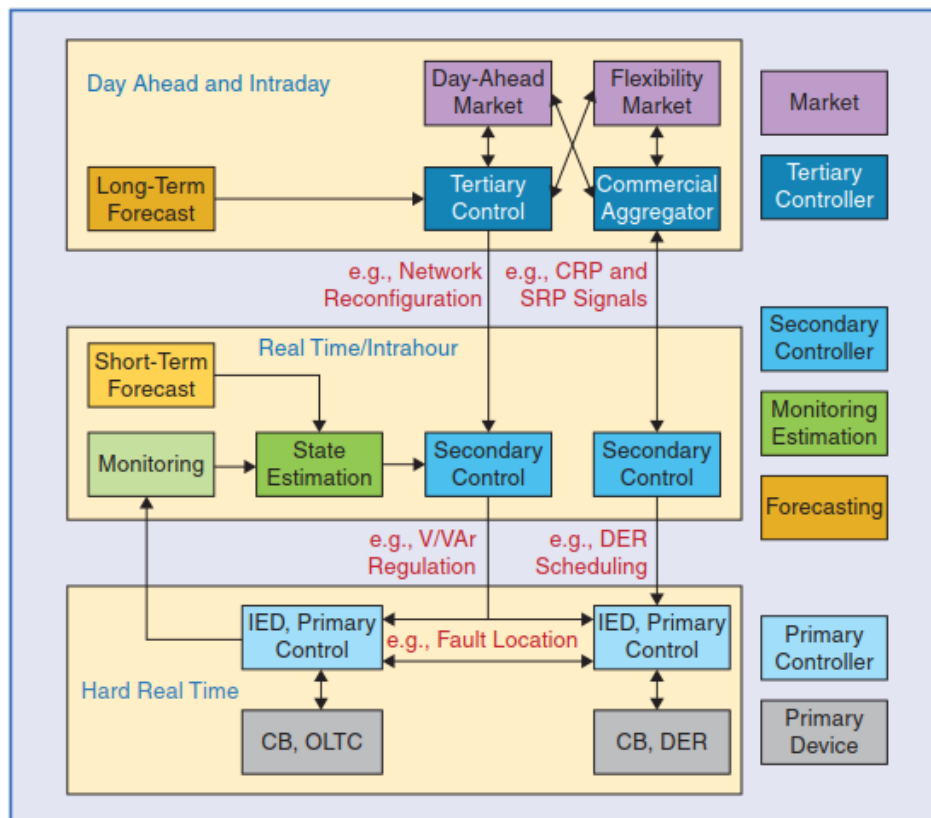 Day Ahead and Intraday
Day-Ahead
Market
Flexibility
Market
Market
Long-Term
Forecast
Tertiary
Control
Commercial
Aggregator
Tertiary
Controller
e.g., Network
Reconfiguration
e.g., CRP and
SRP Signals
Real Time/Intrahour
Short-Term
Forecast
Secondary
Controller
Monitoring
State
Estimation
Secondary
Control
Secondary
Control
Monitoring
Estimation
Forecasting
e.g., V/VAr
Regulation
e.g., DER
Scheduling
IED, Primary
Control
e.g., Fault Location
IED, Primary
Control
Primary
Controller
Hard Real Time
CB, OLTC
CB, DER
Primary
Device